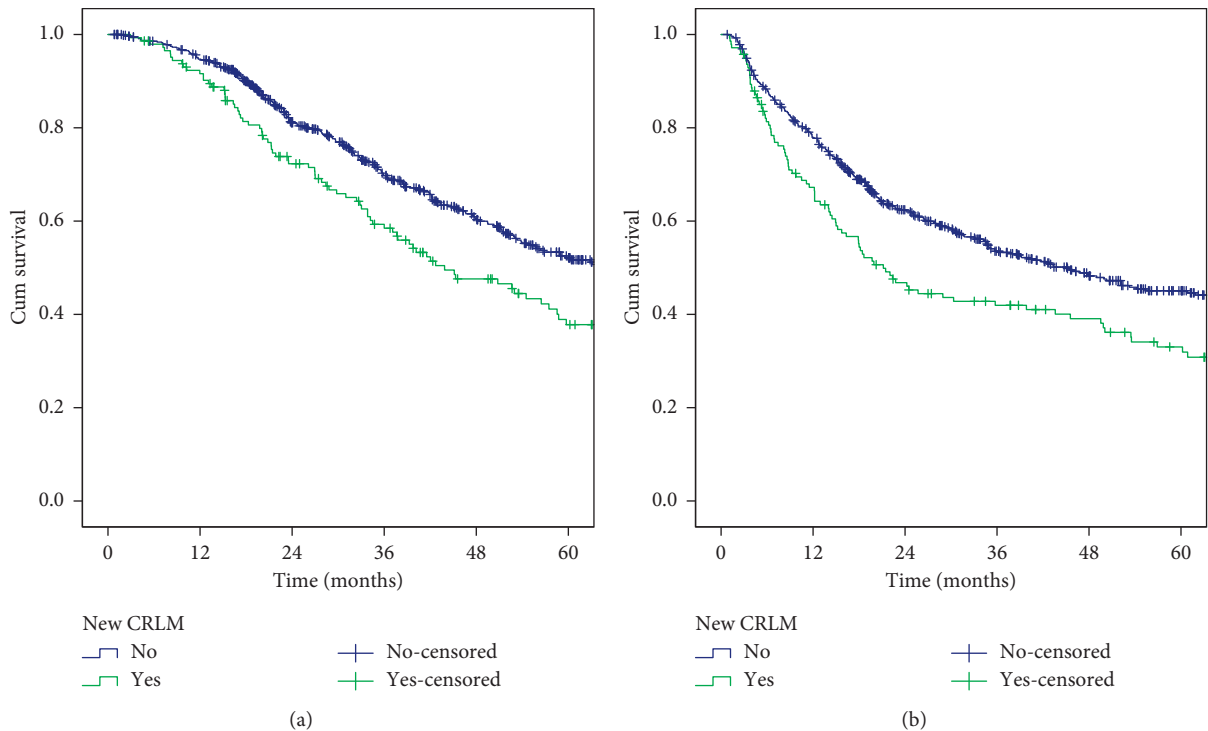 1.0
0.8
0.6
0.4
0.2
0.0
Cum survival
0 12 24 36 48 60
Time (months)
New CRLM
No No-censored
Yes Yes-censored
(a)
1.0
0.8
0.6
0.4
0.2
0.0
Cum survival
0 12 24 36 48 60
Time (months)
New CRLM
No No-censored
Yes Yes-censored
(b)